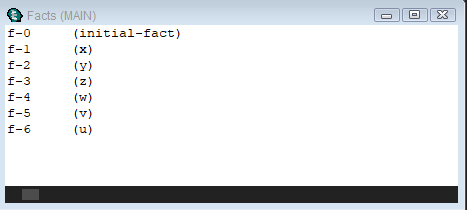 Facts (MAIN)
f-0     (initial-fact)
f-1     (x)
f-2     (y)
f-3     (z)
f-4     (w)
f-5     (v)
f-6     (u)